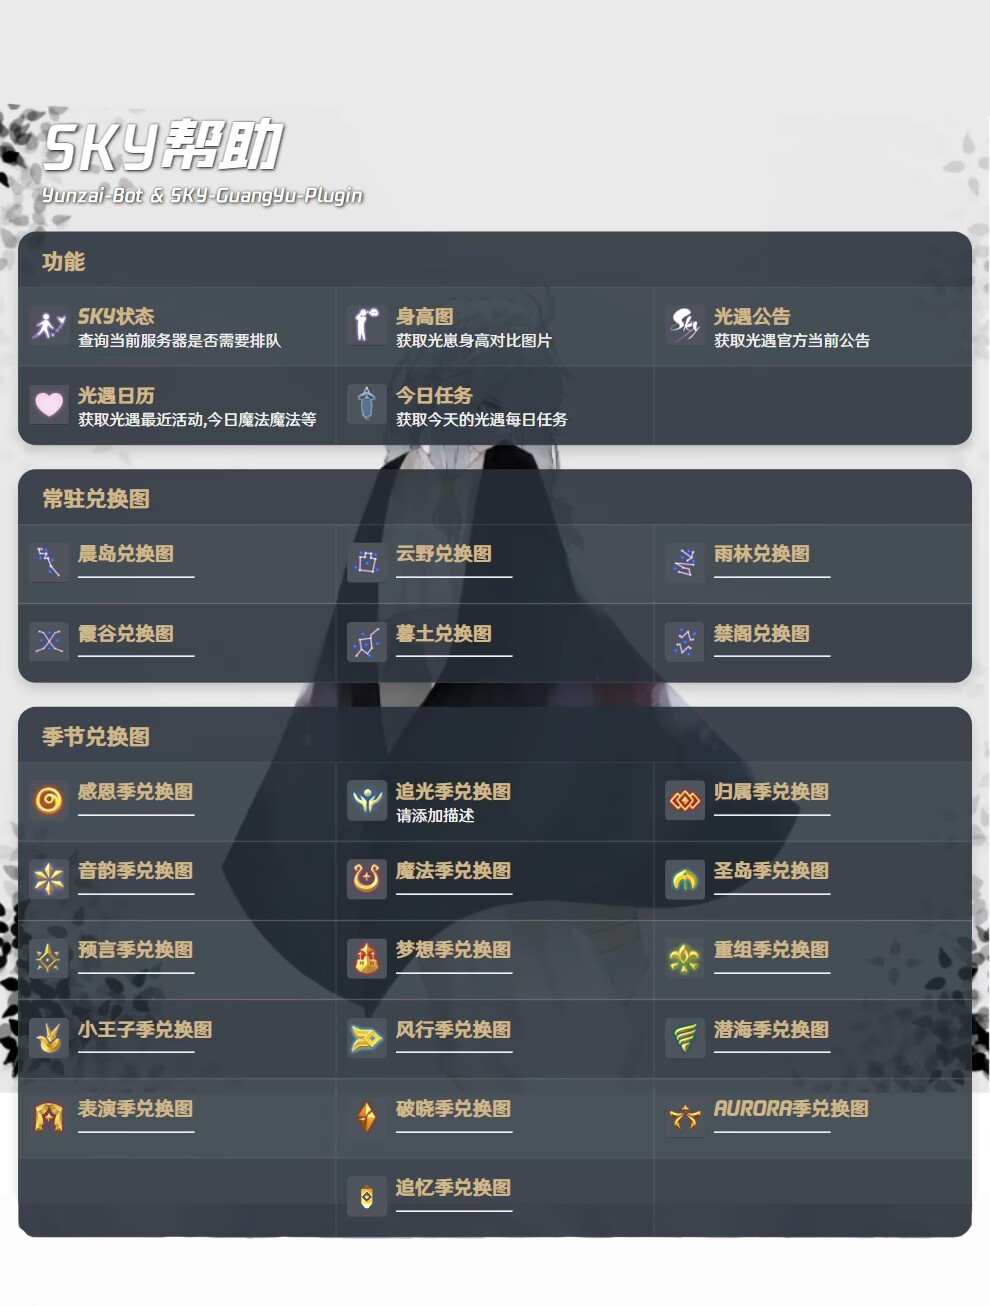 SKY帮助
Yunzai-Bot & SKY-GuangYu-Plugin
功能
SKY状态
查询当前服务器是否需要排队
身高图
获取光崽身高对比图片
光遇公告
获取光遇官方当前公告
光遇日历
获取光遇最近活动,今日魔法魔法等
今日任务
获取今天的光遇每日任务
常驻兑换图
晨岛兑换图
云野兑换图
雨林兑换图
霞谷兑换图
暮土兑换图
禁阁兑换图
季节兑换图
感恩季兑换图
追光季兑换图
请添加描述
归属季兑换图
音韵季兑换图
魔法季兑换图
圣岛季兑换图
预言季兑换图
梦想季兑换图
重组季兑换图
小王子季兑换图
风行季兑换图
潜海季兑换图
表演季兑换图
破晓季兑换图
AURORA季兑换图
追忆季兑换图